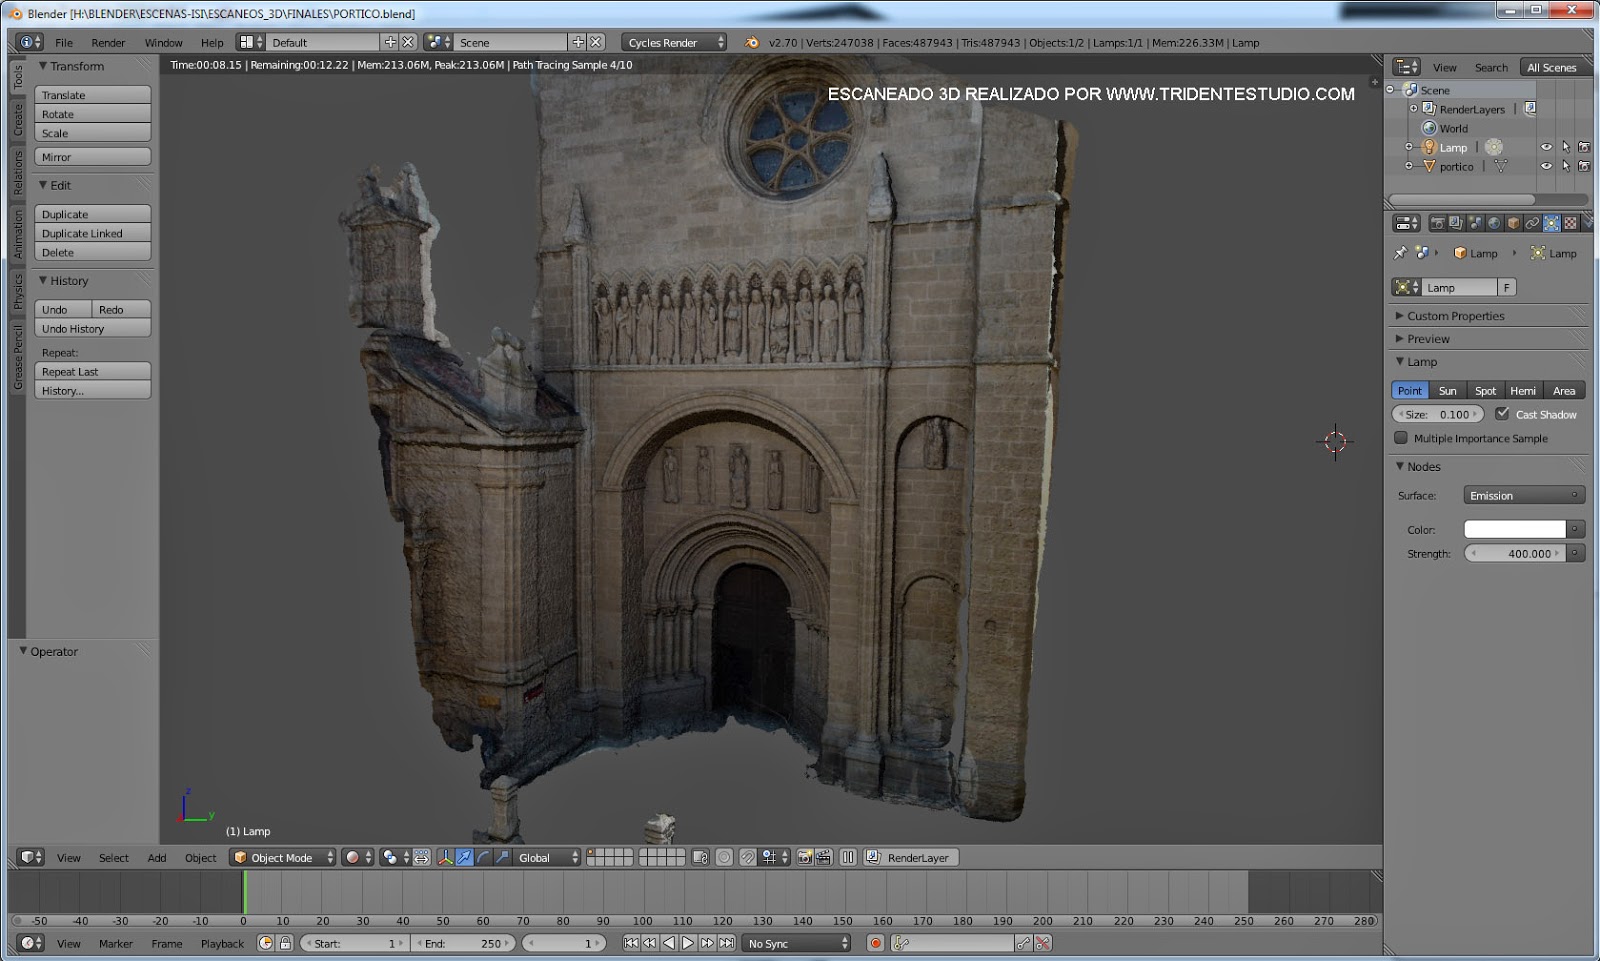 Blender [H:\BLENDER\ESCENAS-ISI\ESCANEOS_3D\FINALES\PORTICO.blend]
File Render Window Help Default Scene Cycles Render v2.70 | Verts:247038 | Faces:487943 | Tris:487943 | Objects:1/2 | Lamps:1/1 | Mem:226.33M | Lamp
Time:00:08.15 | Remaining:00:12.22 | Mem:213.06M, Peak:213.06M | Path Tracing Sample 4/10
ESCANEADO 3D REALIZADO POR WWW.TRIDENTESTUDIO.COM
Tools
Create
Relations
Animation
Physics
Grease Pencil
Transform
Translate
Rotate
Scale
Mirror
Edit
Duplicate
Duplicate Linked
Delete
History
Undo Redo
Undo History
Repeat:
Repeat Last
History...
Operator
z
y
(1) Lamp
View Search All Scenes
Scene
RenderLayers |
World
Lamp |
portico |
Lamp Lamp
Lamp F
Custom Properties
Preview
Lamp
Point Sun Spot Hemi Area
Size: 0.100 Cast Shadow
Multiple Importance Sample
Nodes
Surface: Emission
Color:
Strength: 400.000
View Select Add Object Object Mode Global RenderLayer
-50 -40 -30 -20 -10 0 10 20 30 40 50 60 70 80 90 100 110 120 130 140 150 160 170 180 190 200 210 220 230 240 250 260 270 280
View Marker Frame Playback Start: 1 End: 250 1 No Sync